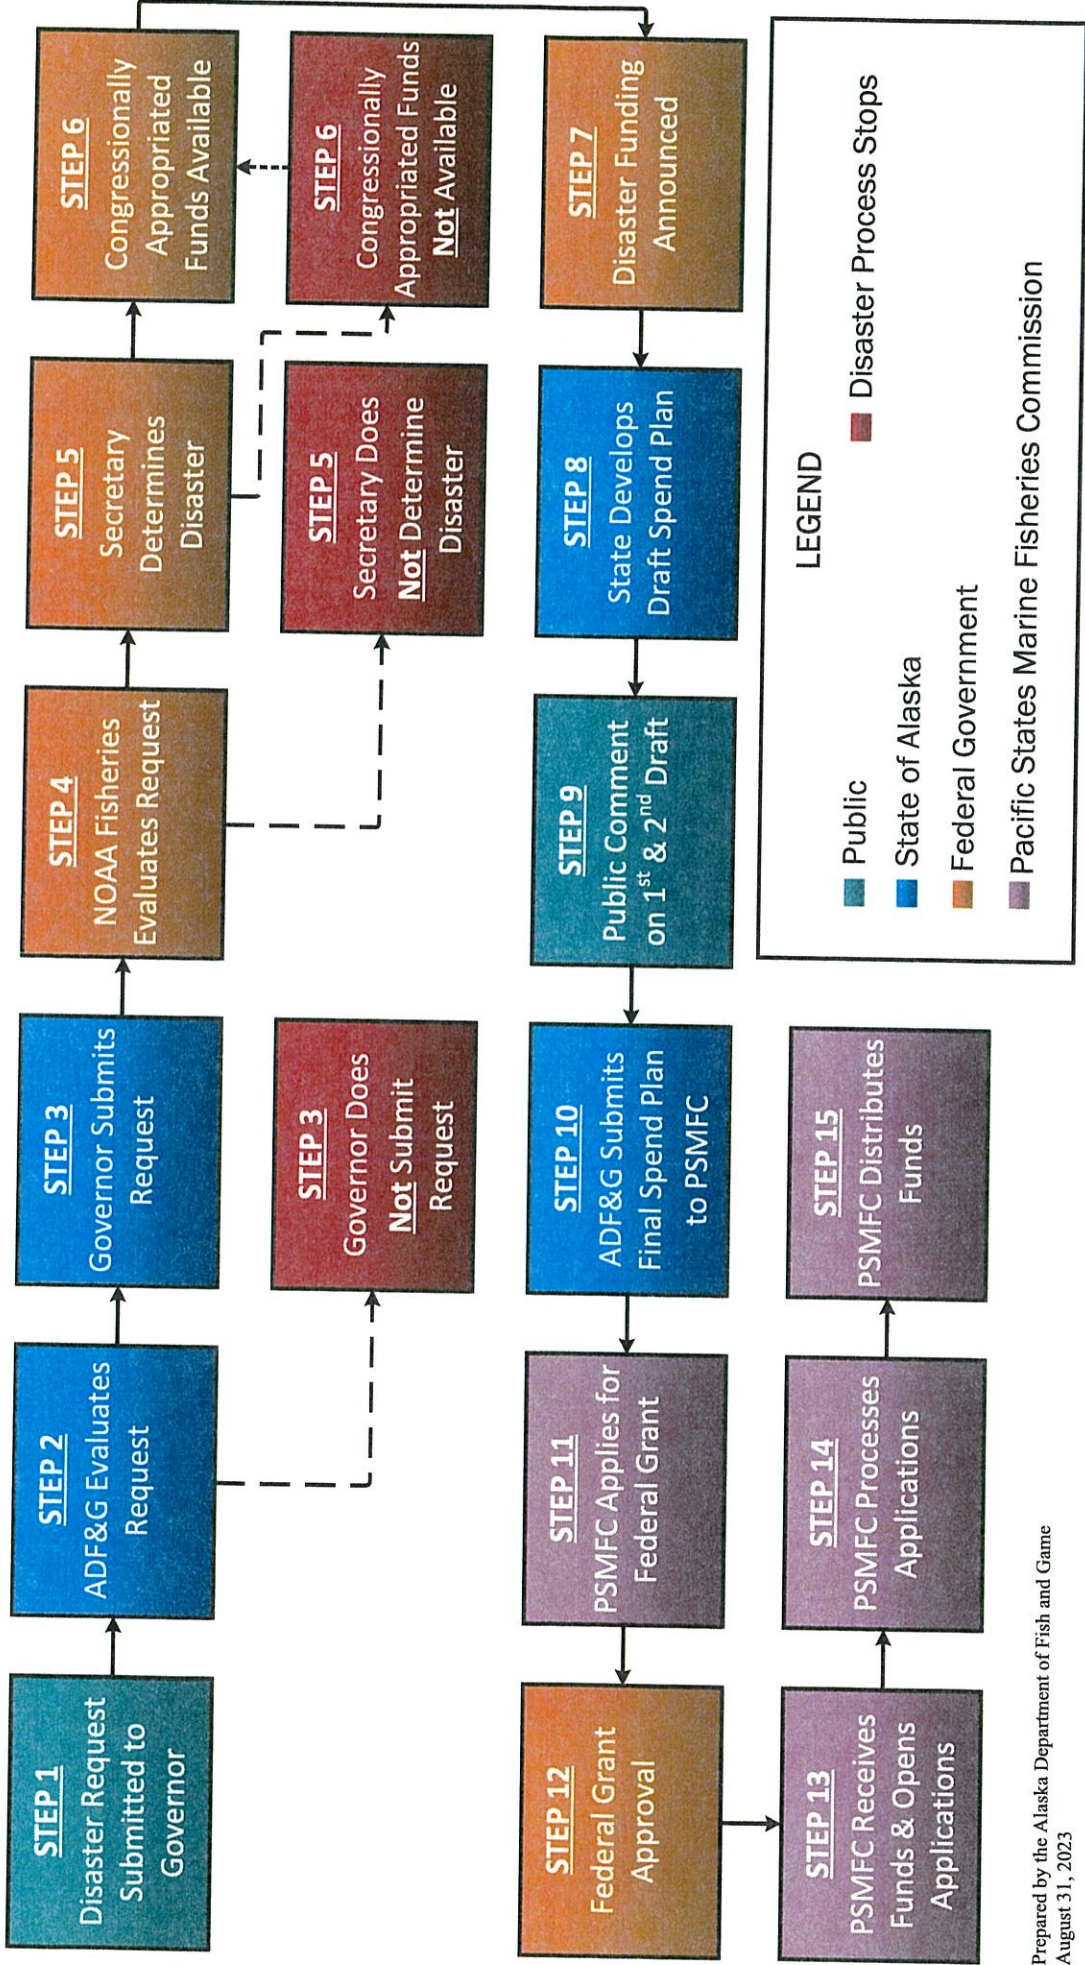 STEP 1
Disaster Request
Submitted to
Governor
STEP 2
ADF&G Evaluates
Request
STEP 3
Governor Submits
Request
STEP 4
NOAA Fisheries
Evaluates Request
STEP 5
Secretary
Determines
Disaster
STEP 6
Congressionally
Appropriated
Funds Available
STEP 3
Governor Does
Not Submit
Request
STEP 5
Secretary Does
Not Determine
Disaster
STEP 6
Congressionally
Appropriated Funds
Not Available
STEP 7
Disaster Funding
Announced
STEP 8
State Develops
Draft Spend Plan
STEP 9
Public Comment
on 1st & 2nd Draft
STEP 10
ADF&G Submits
Final Spend Plan
to PSMFC
STEP 11
PSMFC Applies for
Federal Grant
STEP 12
Federal Grant
Approval
STEP 13
PSMFC Receives
Funds & Opens
Applications
STEP 14
PSMFC Processes
Applications
STEP 15
PSMFC Distributes
Funds
LEGEND
Public
State of Alaska
Federal Government
Pacific States Marine Fisheries Commission
Disaster Process Stops
Prepared by the Alaska Department of Fish and Game
August 31, 2023